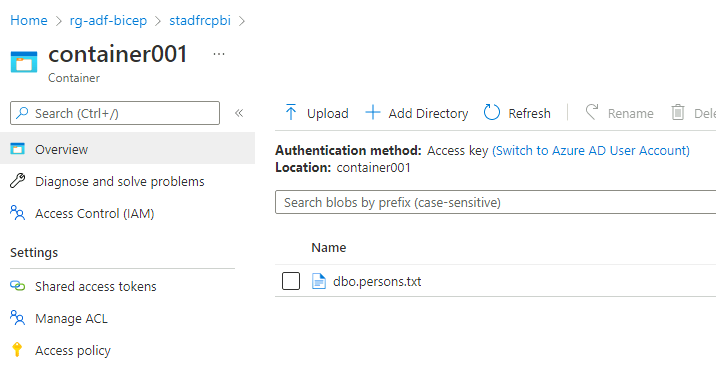 Home > rg-adf-bicep > stadfrcpbi >
container001 ...
Container
Search (Ctrl+/) «
Overview
Diagnose and solve problems
Access Control (IAM)
Settings
Shared access tokens
Manage ACL
Access policy
Upload + Add Directory Refresh Rename Dele
Authentication method: Access key (Switch to Azure AD User Account)
Location: container001
Search blobs by prefix (case-sensitive)
Name
dbo.persons.txt